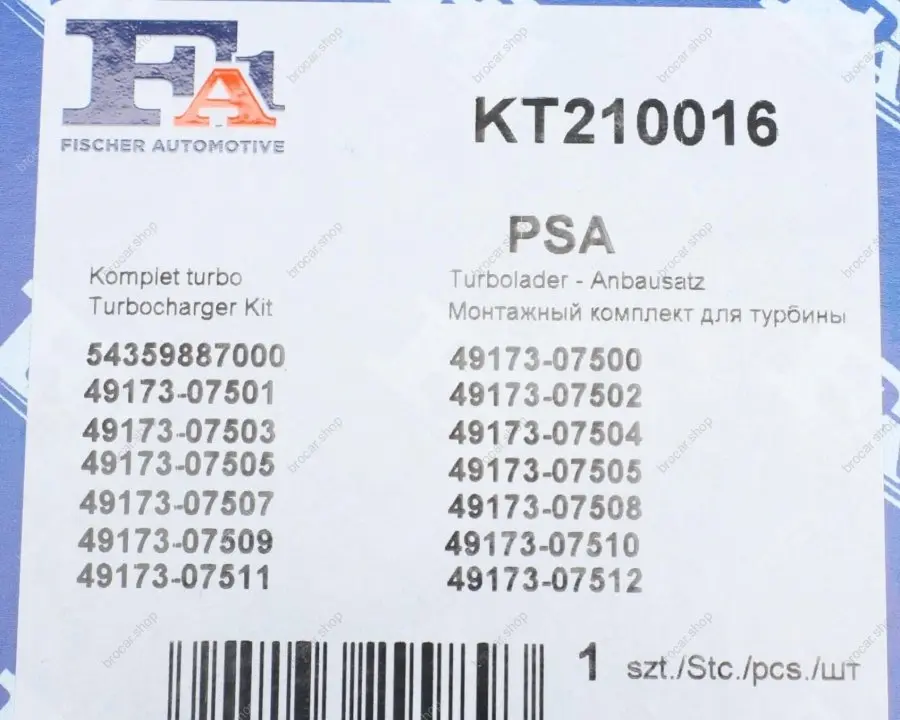 FA1
FISCHER AUTOMOTIVE
KT210016
PSA
Komplet turbo
Turbocharger Kit
Turbolader - Anbausatz
Монтажный комплект для турбины
54359887000 49173-07500
49173-07501 49173-07502
49173-07503 49173-07504
49173-07505 49173-07505
49173-07507 49173-07508
49173-07509 49173-07510
49173-07511 49173-07512
1 szt./Stc./pcs./шт
brocar.shop